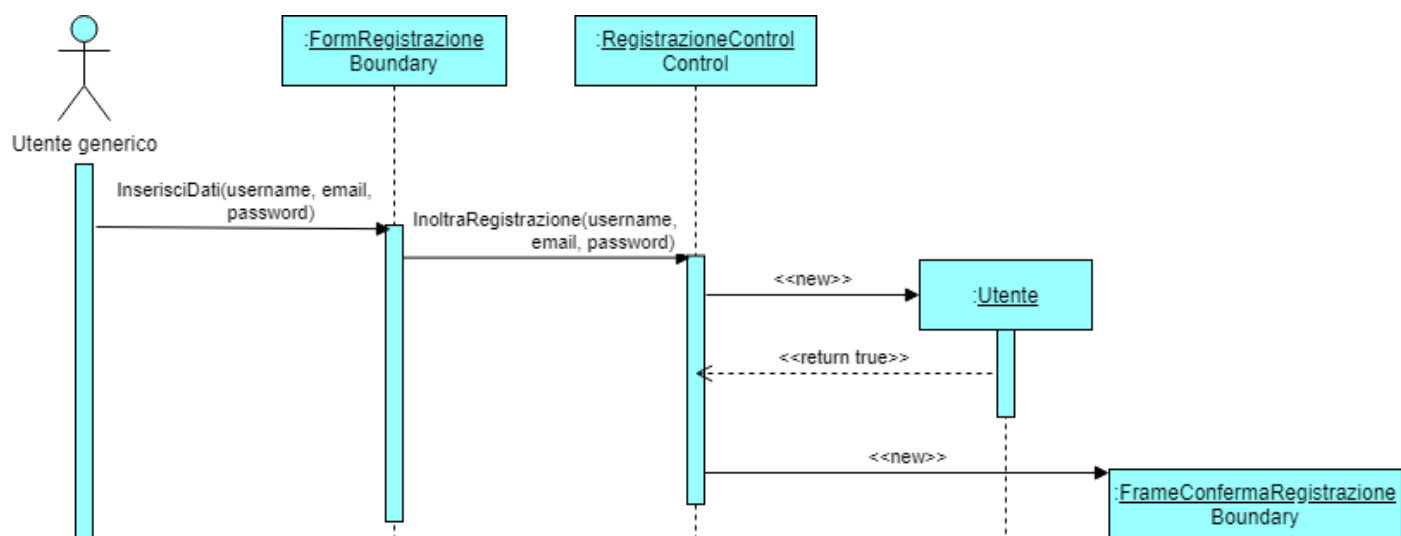 :FormRegistrazione
Boundary
:RegistrazioneControl
Control
Utente generico
InserisciDati(username, email,
password)
InoltraRegistrazione(username,
email, password)
<<new>>
:Utente
<<return true>>
<<new>>
:FrameConfermaRegistrazione
Boundary